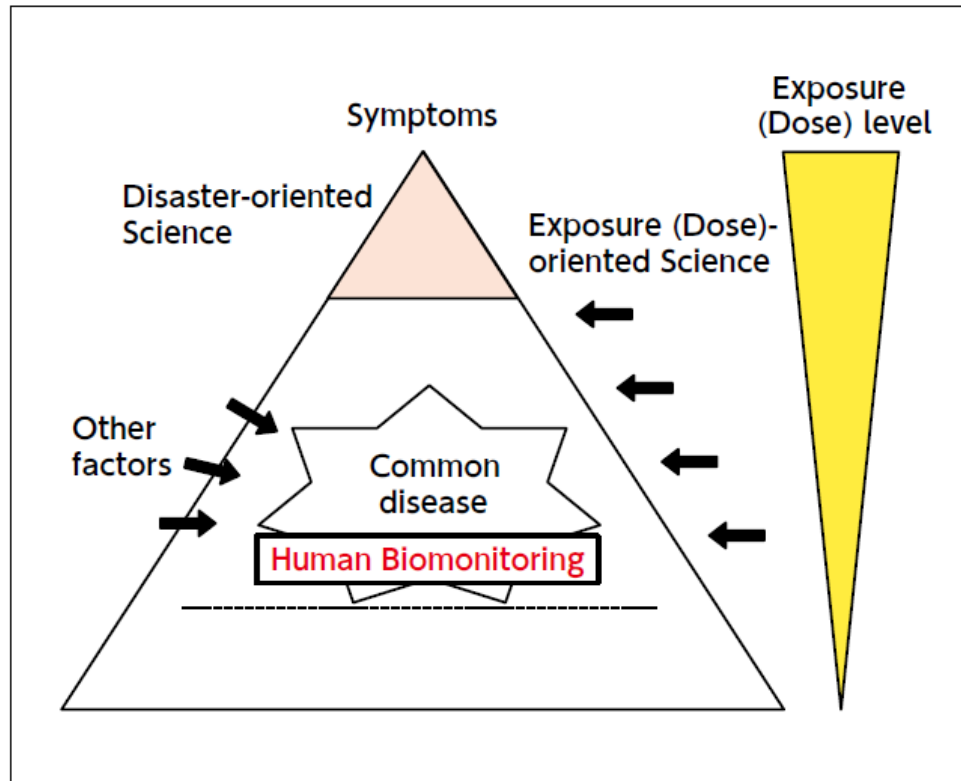 Symptoms
Exposure
(Dose) level
Disaster-oriented
Science
Exposure (Dose)-
oriented Science
Other
factors
Common
disease
Human Biomonitoring